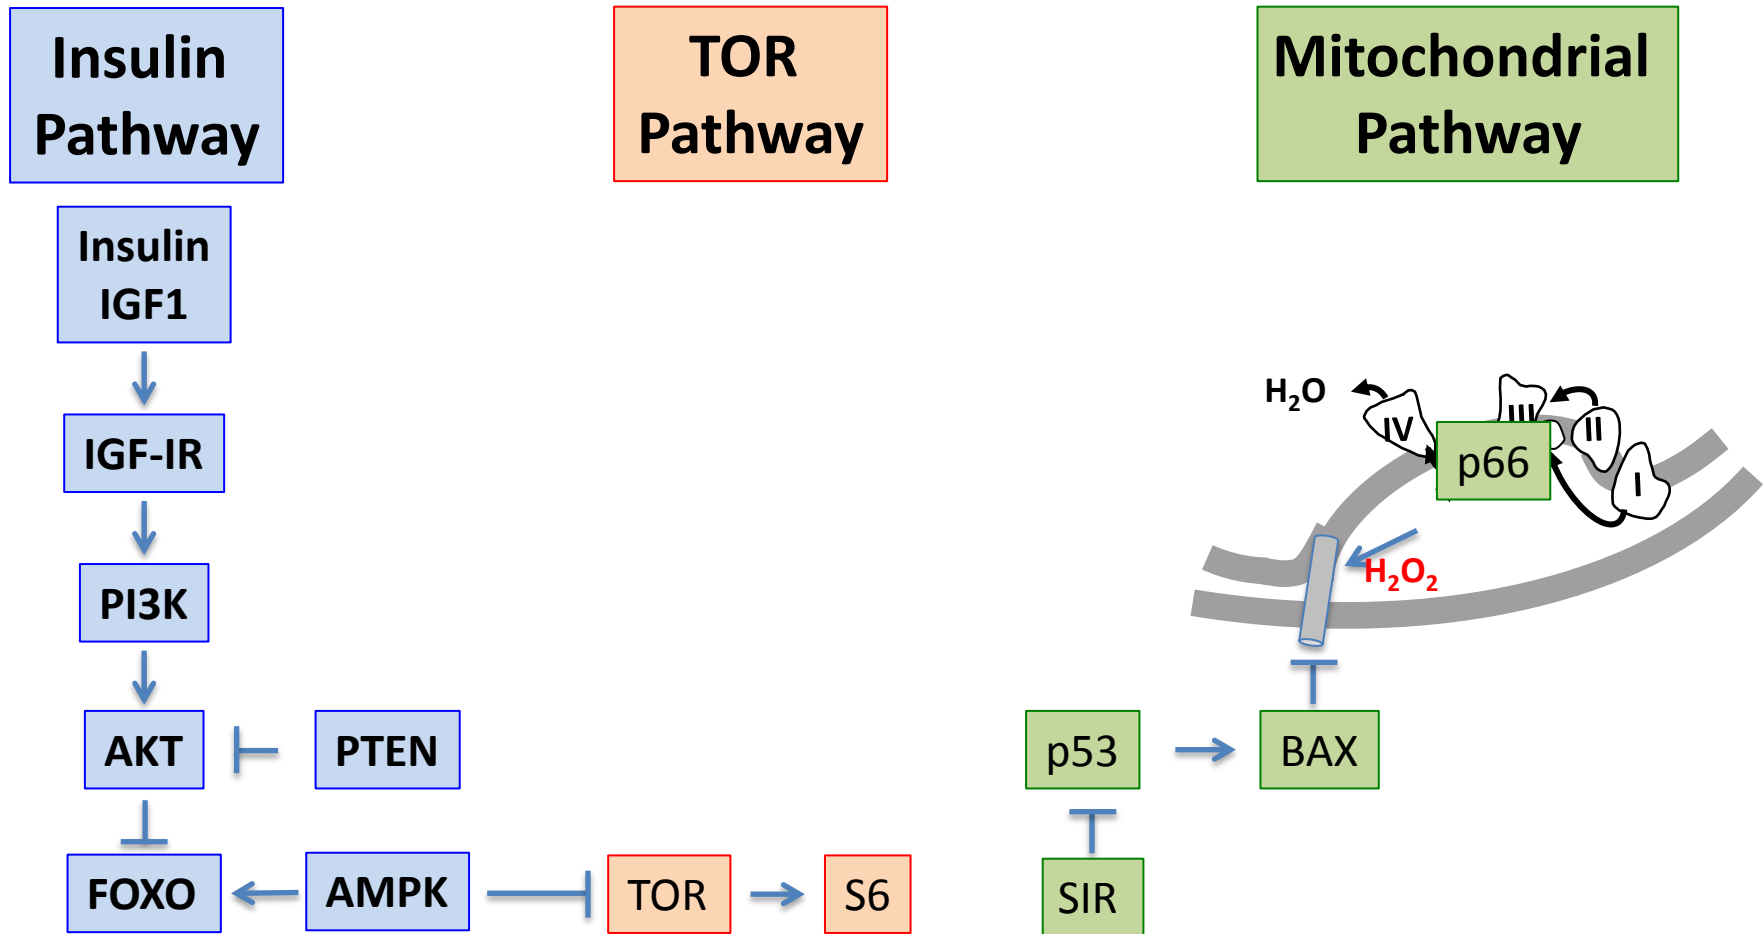 Insulin
Pathway
TOR
Pathway
Mitochondrial
Pathway
Insulin
IGF1
IGF-IR
PI3K
AKT
PTEN
FOXO
AMPK
TOR
S6
H₂O
IV
III
II
I
p66
H₂O₂
p53
BAX
SIR